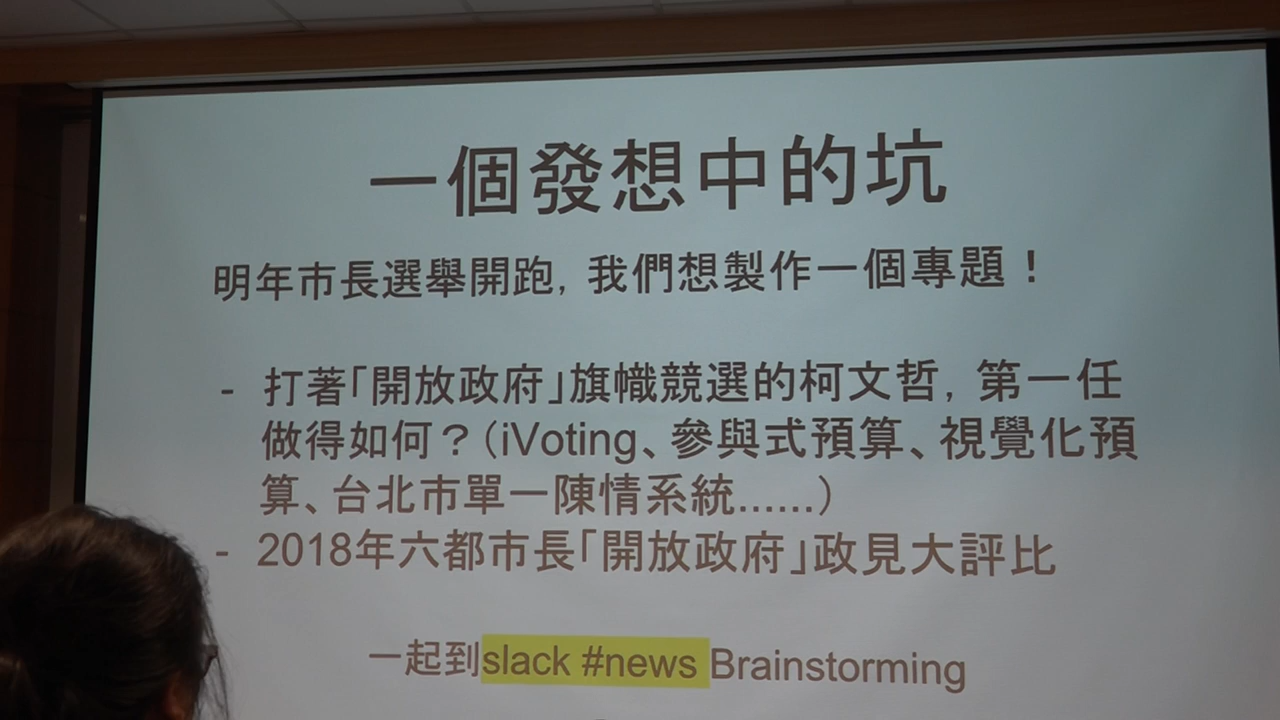 一個發想中的坑
明年市長選舉開跑，我們想製作一個專題！
- 打著「開放政府」旗幟競選的柯文哲，第一任
做得如何？（iVoting、參與式預算、視覺化預
算、台北市單一陳情系統......）
- 2018年六都市長「開放政府」政見大評比
一起到slack #news Brainstorming